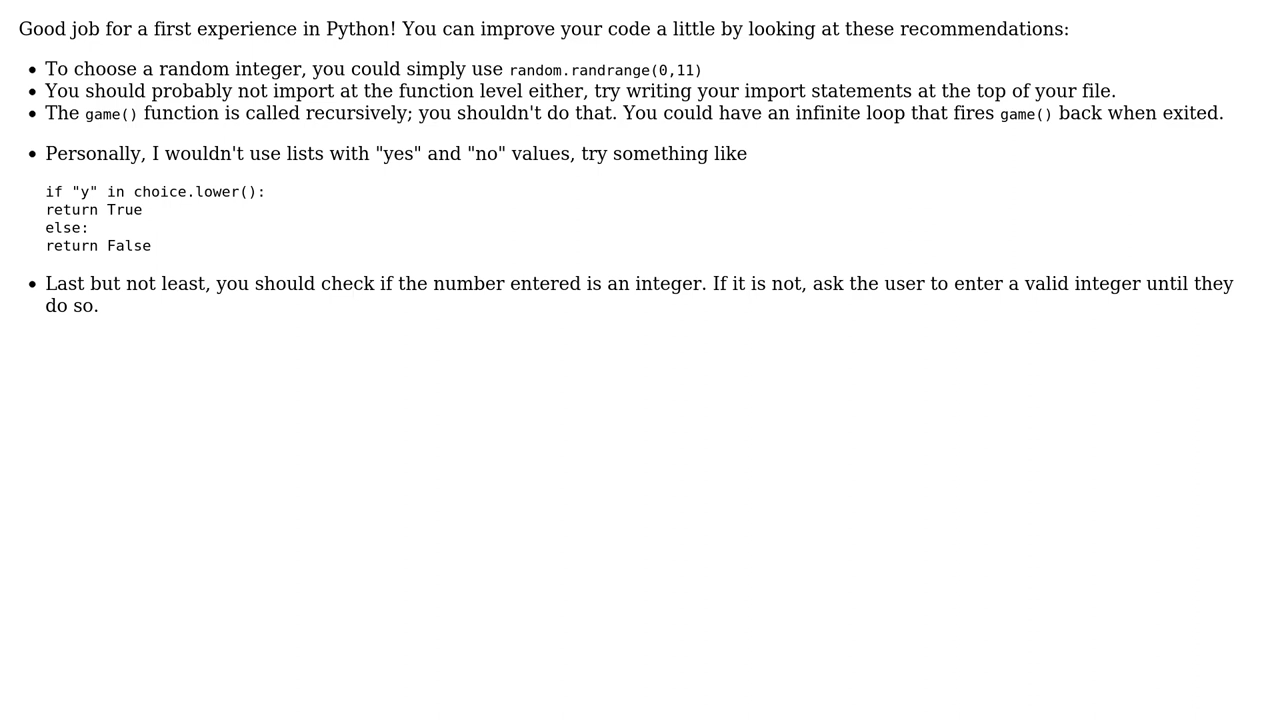 Good job for a first experience in Python! You can improve your code a little by looking at these recommendations:
• To choose a random integer, you could simply use random.randrange(0,11)
• You should probably not import at the function level either, try writing your import statements at the top of your file.
• The game() function is called recursively; you shouldn't do that. You could have an infinite loop that fires game() back when exited.
• Personally, I wouldn't use lists with "yes" and "no" values, try something like
if "y" in choice.lower():
return True
else:
return False
• Last but not least, you should check if the number entered is an integer. If it is not, ask the user to enter a valid integer until they
do so.